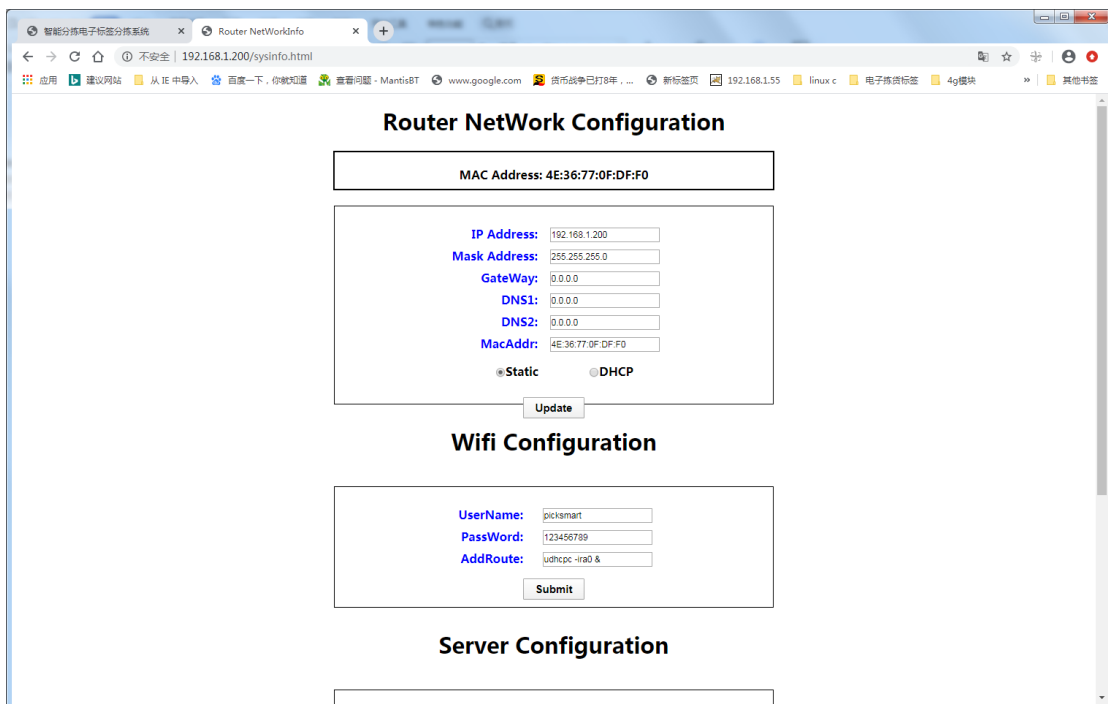 智能分拣电子标签分拣系统 × Router NetWorkInfo × +
不安全 | 192.168.1.200/sysinfo.html
应用 建议网站 从 IE 中导入 百度一下，你就知道 查看问题 - MantisBT www.google.com 货币战争已打8年，... 新标签页 192.168.1.55 linux c 电子拣货标签 4g模块 » 其他书签
Router NetWork Configuration
MAC Address: 4E:36:77:0F:DF:F0
IP Address: 192.168.1.200
Mask Address: 255.255.255.0
GateWay: 0.0.0.0
DNS1: 0.0.0.0
DNS2: 0.0.0.0
MacAddr: 4E:36:77:0F:DF:F0
Static DHCP
Update
Wifi Configuration
UserName: picksmart
PassWord: 123456789
AddRoute: udhcpc -ira0 &
Submit
Server Configuration